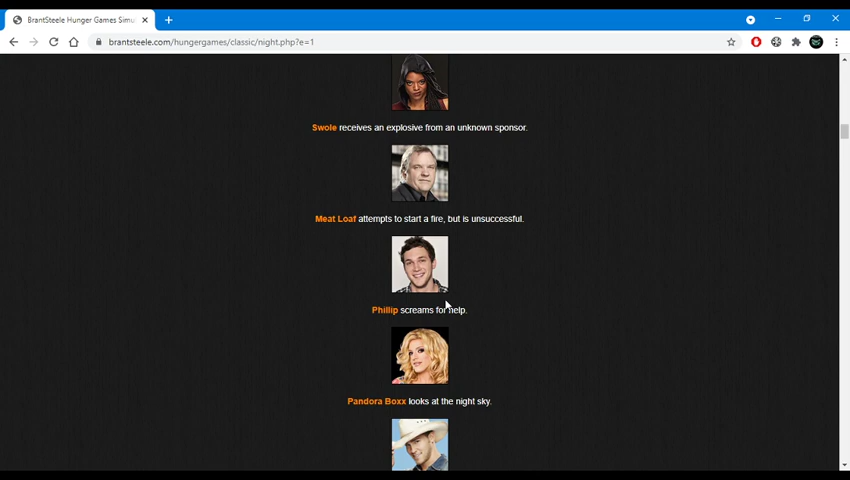 BrantSteele Hunger Games Simu
brantsteele.com/hungergames/classic/night.php?e=1
Swole receives an explosive from an unknown sponsor.
Meat Loaf attempts to start a fire, but is unsuccessful.
Phillip screams for help.
Pandora Boxx looks at the night sky.